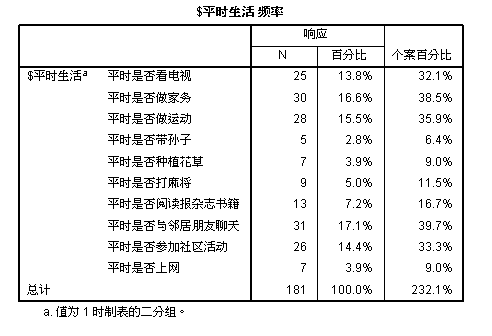 $平时生活 频率
响应 个案百分比
N 百分比
$平时生活a 平时是否看电视 25 13.8% 32.1%
平时是否做家务 30 16.6% 38.5%
平时是否做运动 28 15.5% 35.9%
平时是否带孙子 5 2.8% 6.4%
平时是否种植花草 7 3.9% 9.0%
平时是否打麻将 9 5.0% 11.5%
平时是否阅读报杂志书籍 13 7.2% 16.7%
平时是否与邻居朋友聊天 31 17.1% 39.7%
平时是否参加社区活动 26 14.4% 33.3%
平时是否上网 7 3.9% 9.0%
总计 181 100.0% 232.1%
a. 值为 1 时制表的二分组。